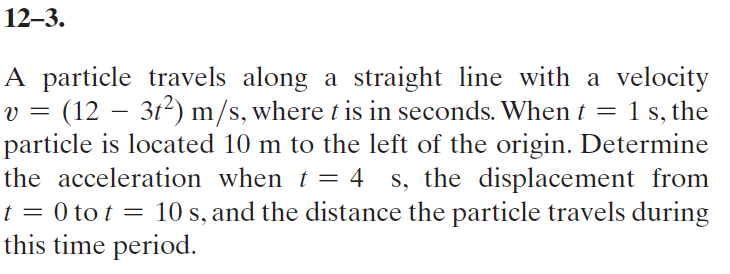 12–3.
A particle travels along a straight line with a velocity
v = (12 − 3t²) m/s, where t is in seconds. When t = 1 s, the
particle is located 10 m to the left of the origin. Determine
the acceleration when t = 4 s, the displacement from
t = 0 to t = 10 s, and the distance the particle travels during
this time period.